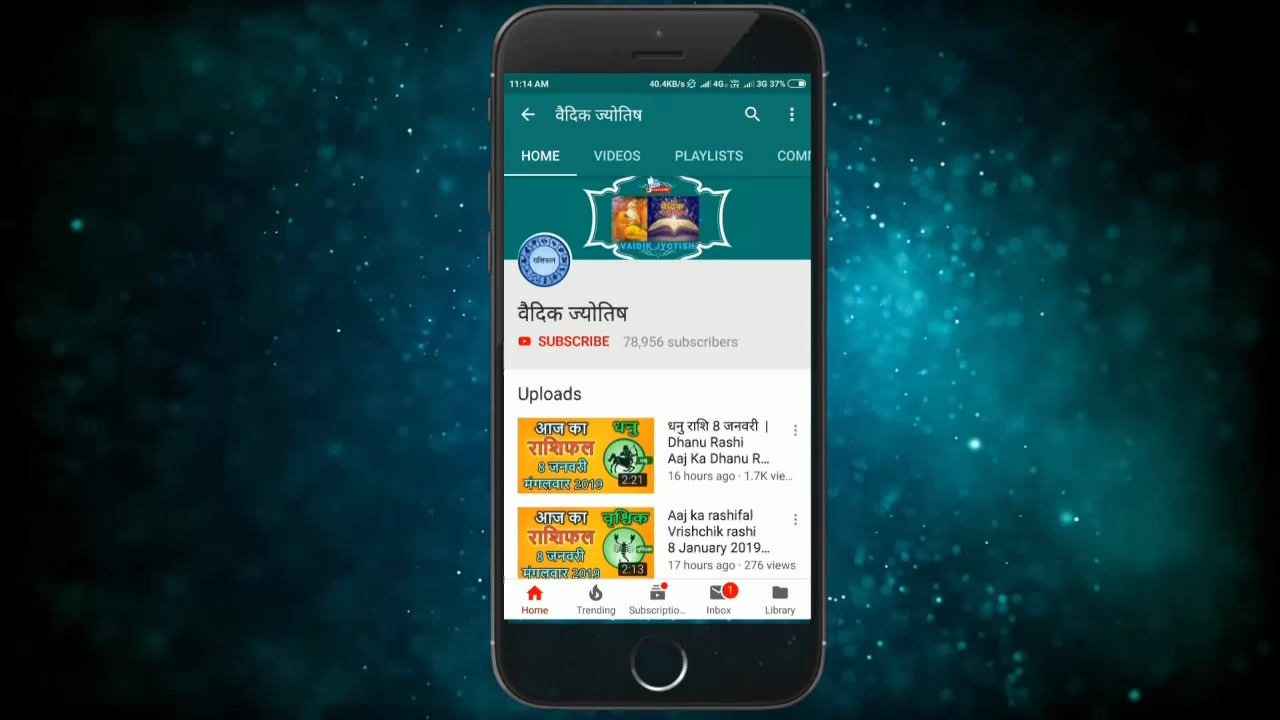 11:14 AM
40.4KB/s 4G 3G 37%
वैदिक ज्योतिष
HOME VIDEOS PLAYLISTS COM
वैदिक
VAIDIK JYOTISH
राशिफल
वैदिक ज्योतिष
SUBSCRIBE 78,956 subscribers
Uploads
आज का धनु
राशिफल
8 जनवरी
मंगलवार 2019
2:21
धनु राशि 8 जनवरी |
Dhanu Rashi
Aaj Ka Dhanu R...
16 hours ago · 1.7K vie...
आज का वृश्चिक
राशिफल
8 जनवरी
मंगलवार 2019
2:13
Aaj ka rashifal
Vrishchik rashi
8 January 2019...
17 hours ago · 276 views
1
Home Trending Subscriptio... Inbox Library